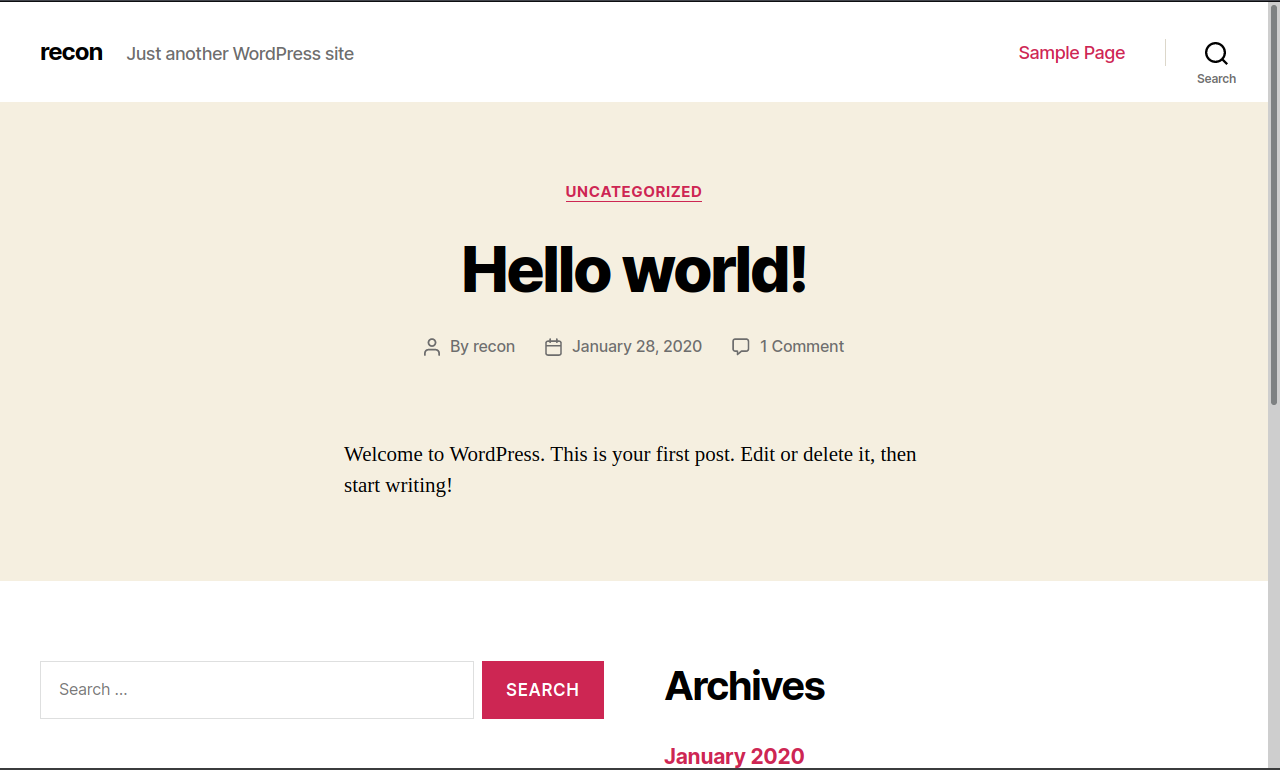 recon Just another WordPress site Sample Page Search
UNCATEGORIZED
Hello world!
By recon January 28, 2020 1 Comment
Welcome to WordPress. This is your first post. Edit or delete it, then
start writing!
Search … SEARCH
Archives
January 2020